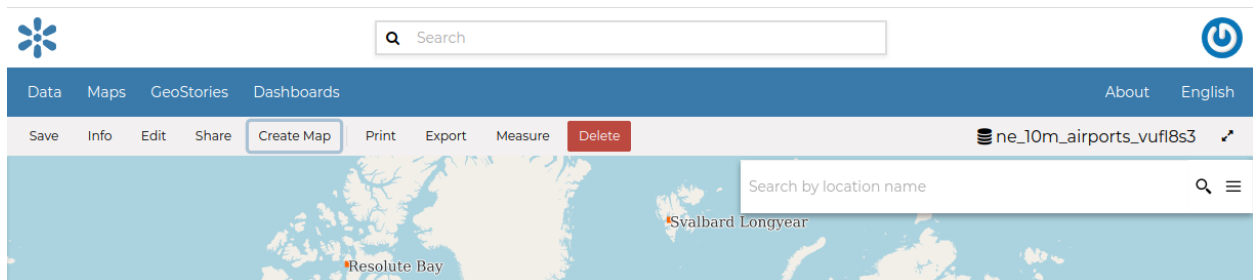 Search
Data Maps GeoStories Dashboards About English
Save Info Edit Share Create Map Print Export Measure Delete ne_10m_airports_vufl8s3
Search by location name
Svalbard Longyear
Resolute Bay